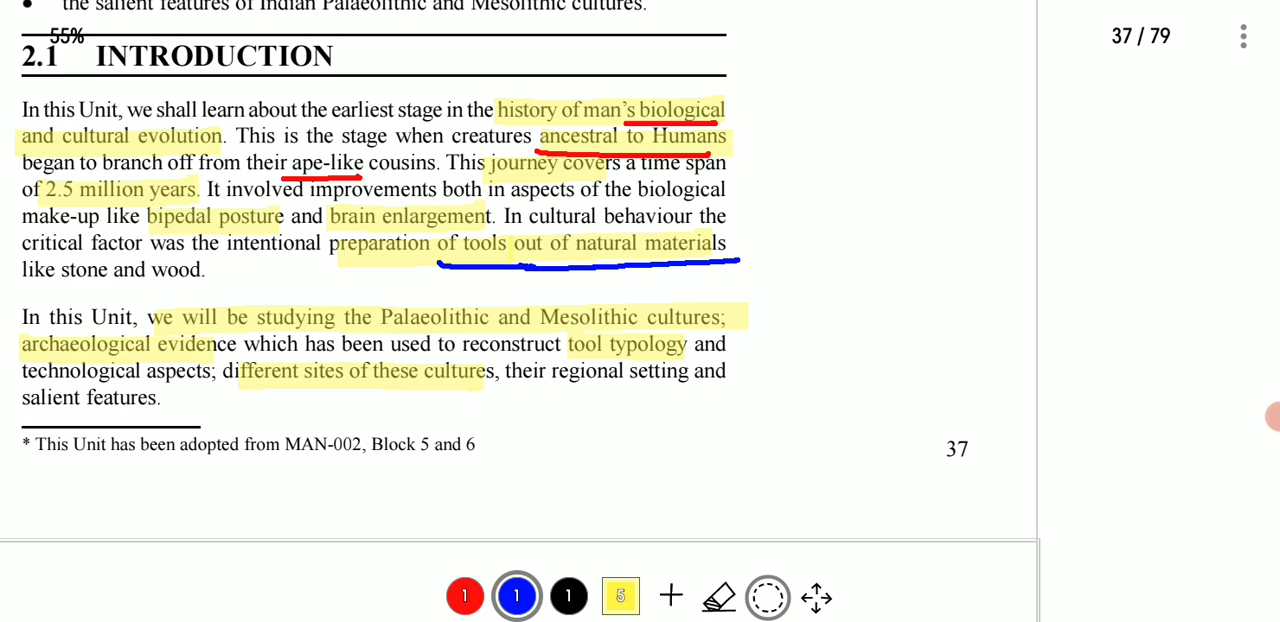 the salient features of Indian Palaeolithic and Mesolithic cultures.
55%
37 / 79
2.1 INTRODUCTION
In this Unit, we shall learn about the earliest stage in the history of man's biological
and cultural evolution. This is the stage when creatures ancestral to Humans
began to branch off from their ape-like cousins. This journey covers a time span
of 2.5 million years. It involved improvements both in aspects of the biological
make-up like bipedal posture and brain enlargement. In cultural behaviour the
critical factor was the intentional preparation of tools out of natural materials
like stone and wood.
In this Unit, we will be studying the Palaeolithic and Mesolithic cultures;
archaeological evidence which has been used to reconstruct tool typology and
technological aspects; different sites of these cultures, their regional setting and
salient features.
* This Unit has been adopted from MAN-002, Block 5 and 6
37
1 1 1 5